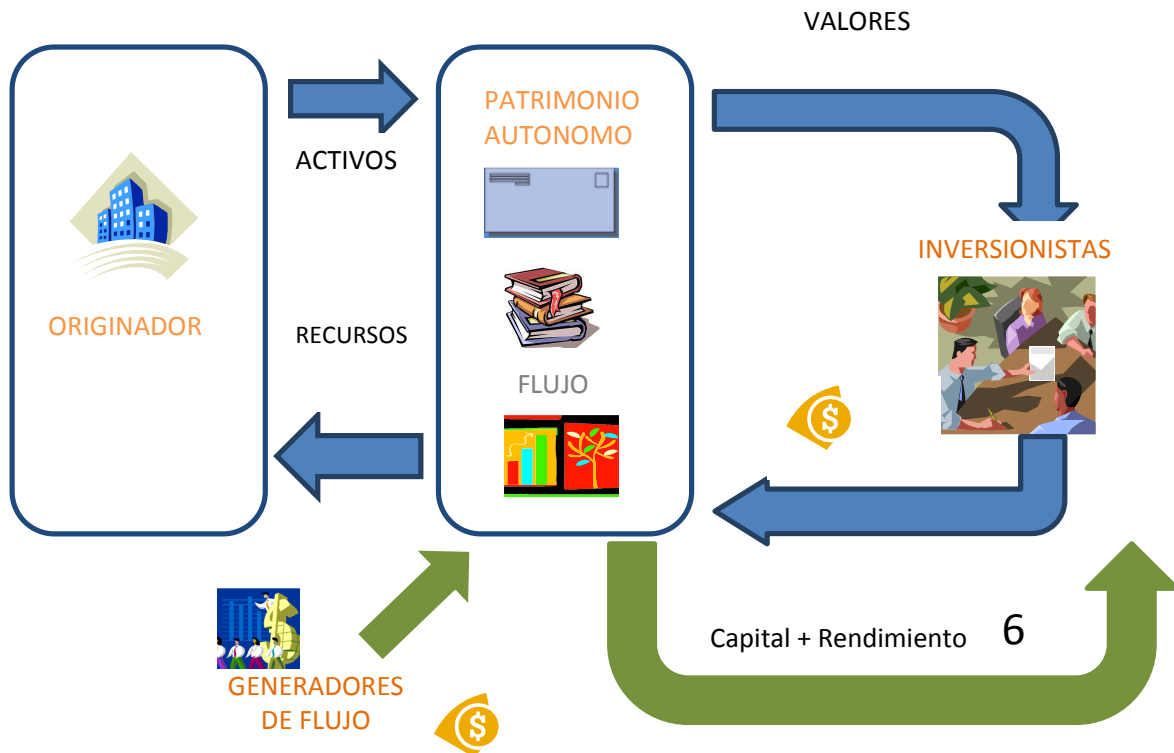 VALORES
PATRIMONIO
AUTONOMO
ACTIVOS
INVERSIONISTAS
ORIGINADOR
RECURSOS
FLUJO
$
Capital + Rendimiento 6
GENERADORES
DE FLUJO
$